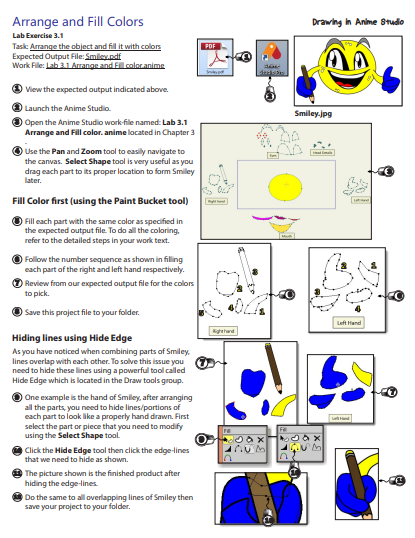 Arrange and Fill Colors
Drawing in Anime Studio
Lab Exercise 3.1
Task: Arrange the object and fill it with colors
Expected Output File: Smiley.pdf
Work File: Lab 3.1 Arrange and Fill color.anime
1 View the expected output indicated above.
2 Launch the Anime Studio.
3 Open the Anime Studio work-file named: Lab 3.1
Arrange and Fill color. anime located in Chapter 3
.
4 Use the Pan and Zoom tool to easily navigate to
the canvas. Select Shape tool is very useful as you
drag each part to its proper location to form Smiley
later.
Fill Color first (using the Paint Bucket tool)
5 Fill each part with the same color as specified in
the expected output file. To do all the coloring,
refer to the detailed steps in your work text.
6 Follow the number sequence as shown in filling
each part of the right and left hand respectively.
7 Review from our expected output file for the colors
to pick.
8 Save this project file to your folder.
Hiding lines using Hide Edge
As you have noticed when combining parts of Smiley,
lines overlap with each other. To solve this issue you
need to hide these lines using a powerful tool called
Hide Edge which is located in the Draw tools group.
9 One example is the hand of Smiley, after arranging
all the parts, you need to hide lines/portions of
each part to look like a properly hand drawn. First
select the part or piece that you need to modify
using the Select Shape tool.
10 Click the Hide Edge tool then click the edge-lines
that we need to hide as shown.
11 The picture shown is the finished product after
hiding the edge-lines.
12 Do the same to all overlapping lines of Smiley then
save your project to your folder.
PDF
Smiley.pdf
1
2
Smiley.jpg
Head Details
Right hand
Left Hand
Mouth
2
3
4
5
Right hand
6
2
1
3
4
Left Hand
6
7
Left Hand
7
Fill
Fill